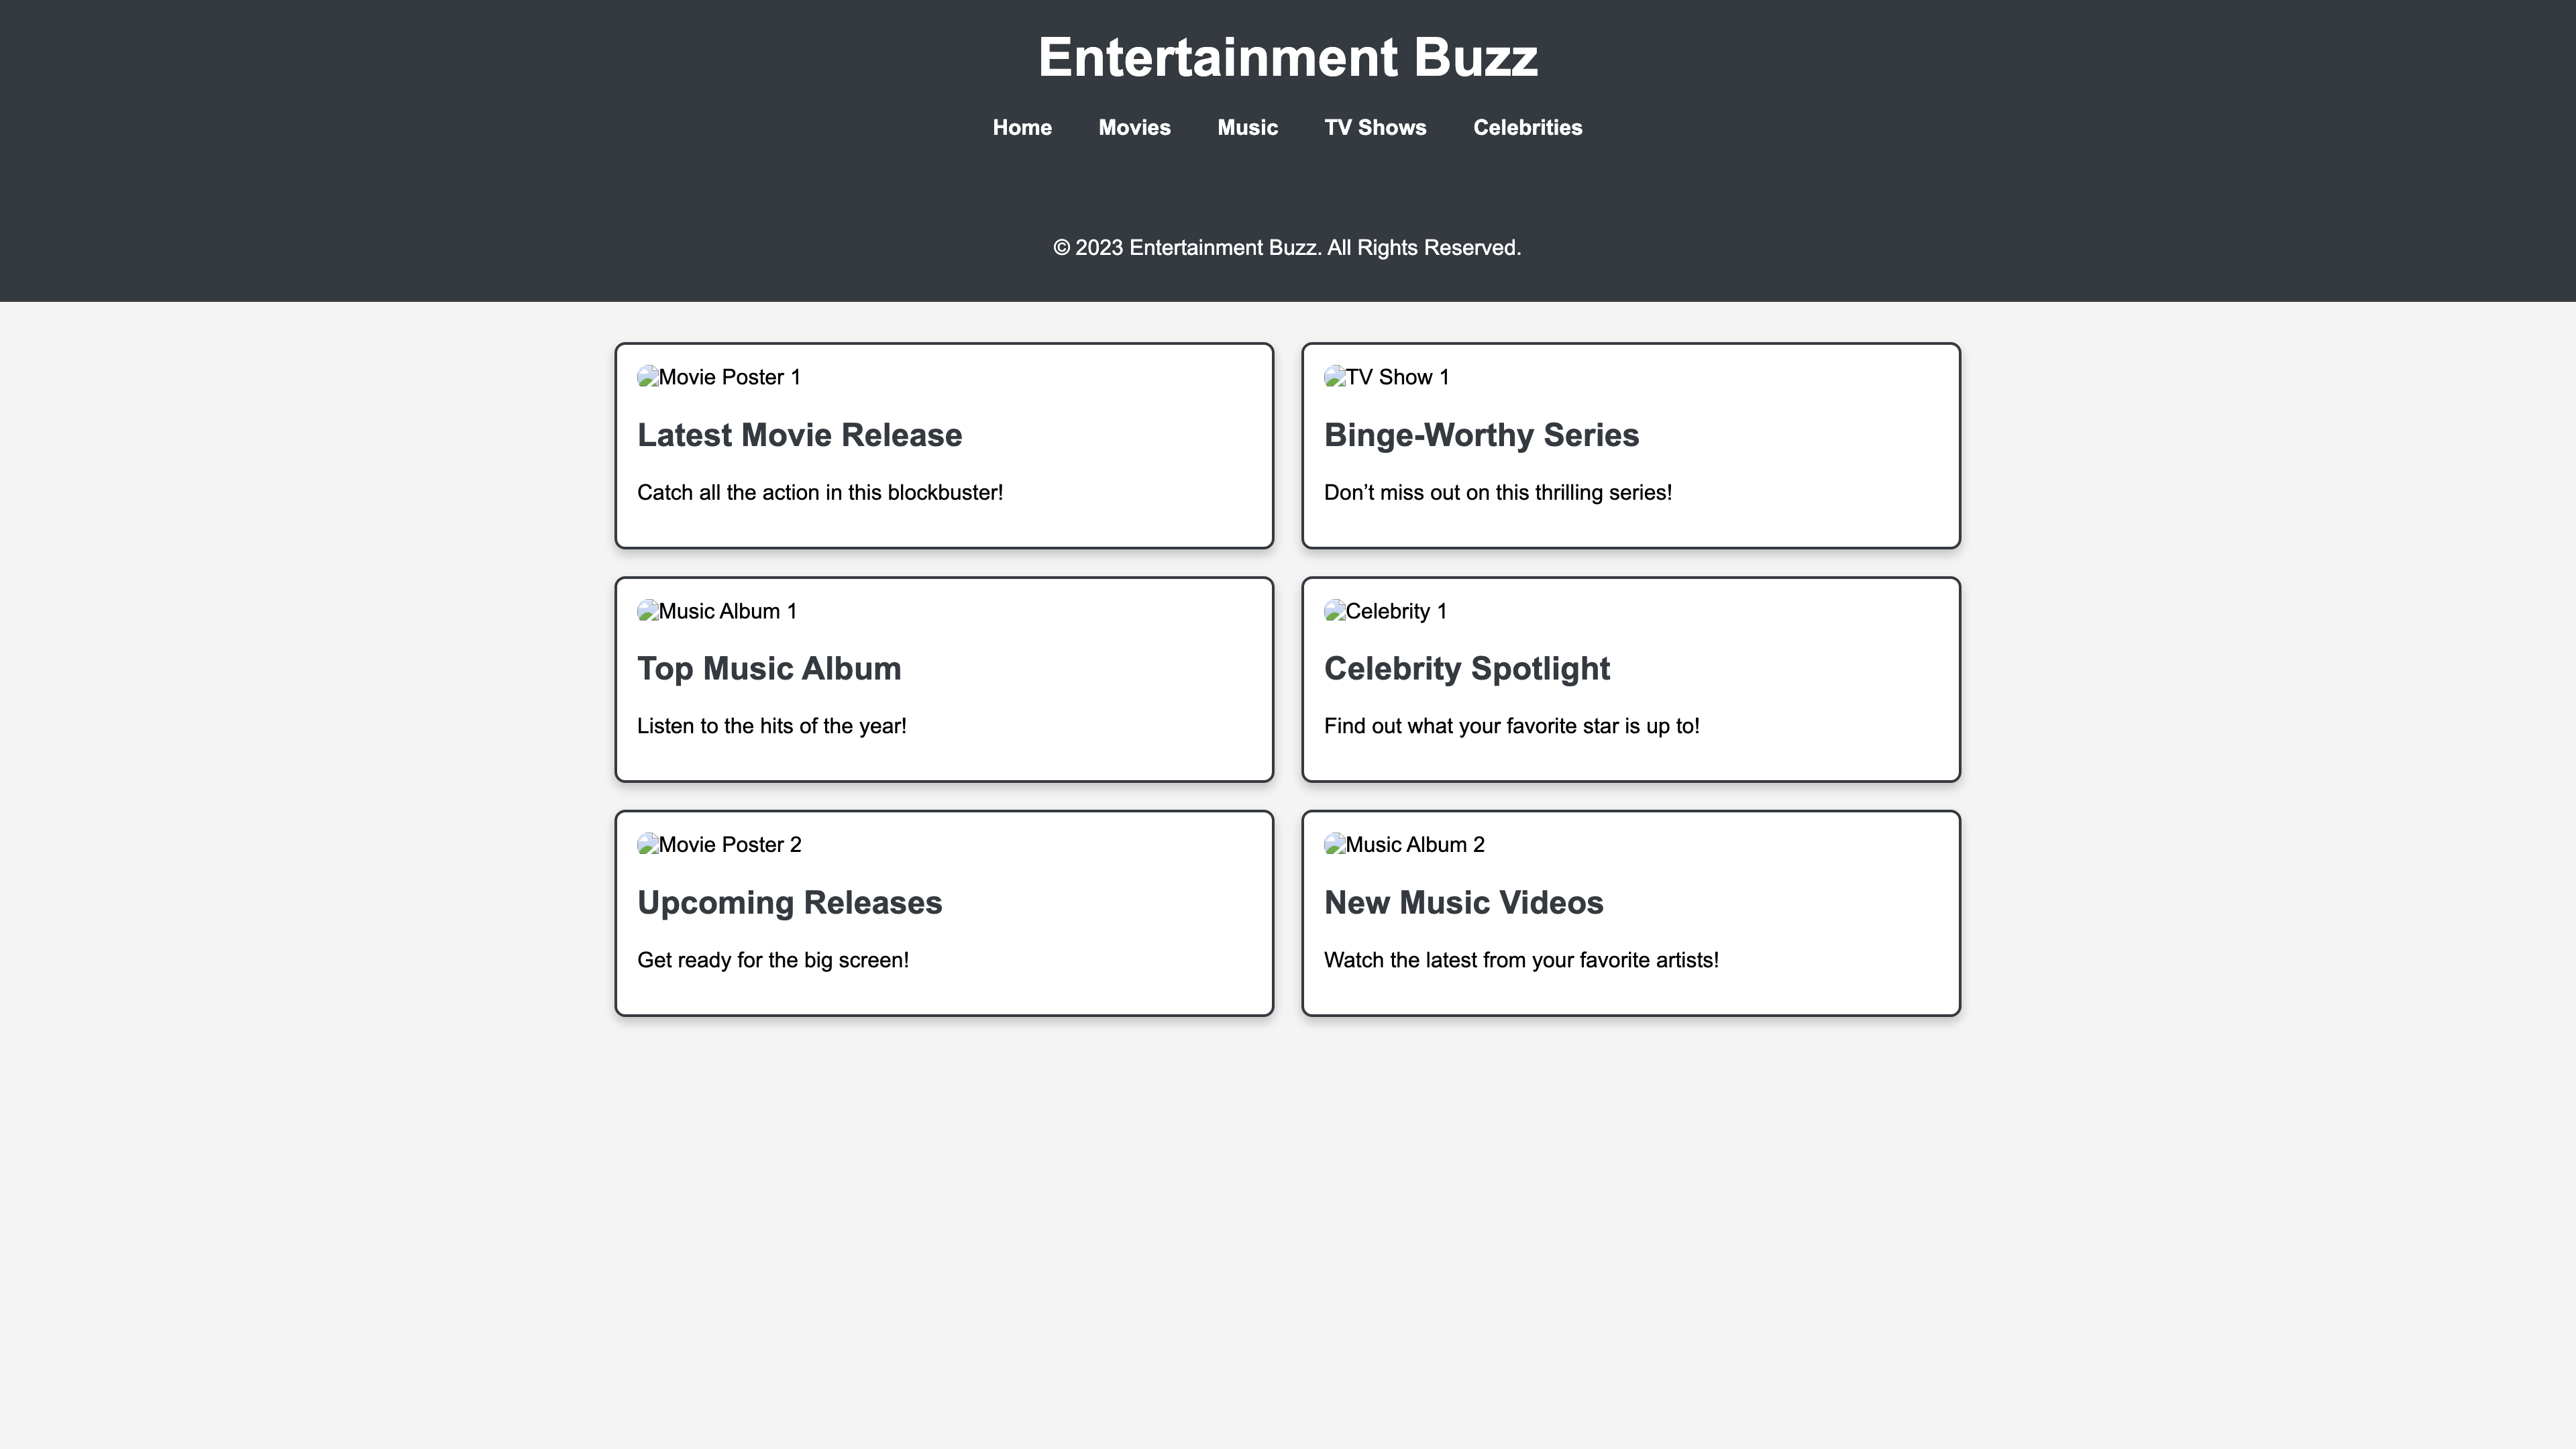 Entertainment Buzz
Home Movies Music TV Shows Celebrities
© 2023 Entertainment Buzz. All Rights Reserved.
Movie Poster 1
Latest Movie Release
Catch all the action in this blockbuster!
TV Show 1
Binge-Worthy Series
Don’t miss out on this thrilling series!
Music Album 1
Top Music Album
Listen to the hits of the year!
Celebrity 1
Celebrity Spotlight
Find out what your favorite star is up to!
Movie Poster 2
Upcoming Releases
Get ready for the big screen!
Music Album 2
New Music Videos
Watch the latest from your favorite artists!